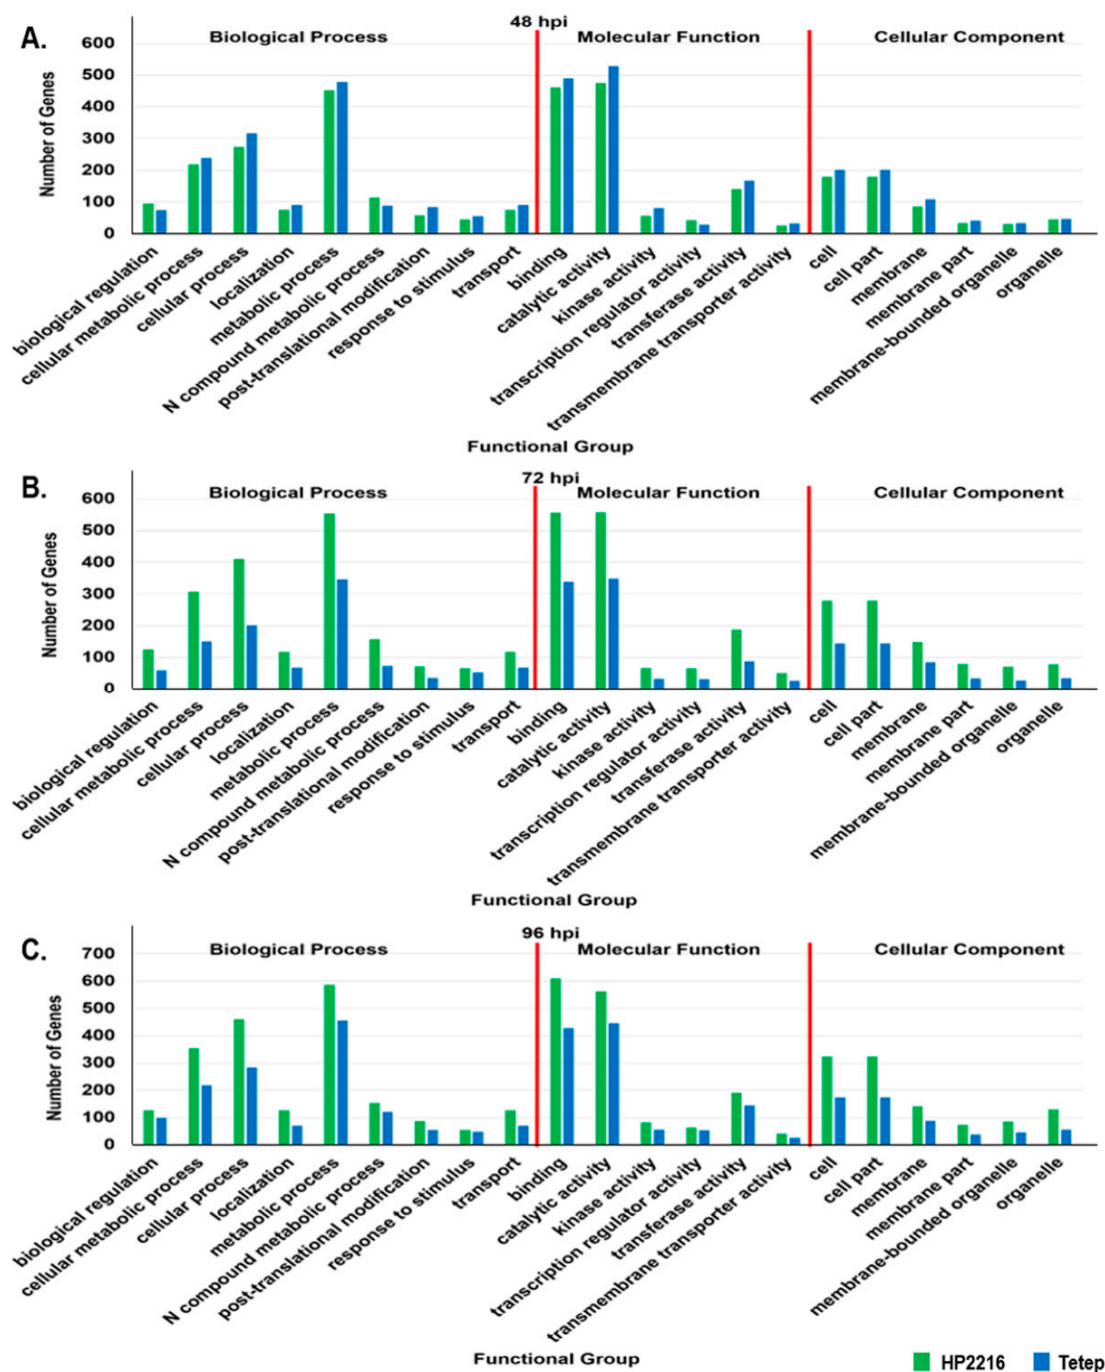 A.
48 hpi
Biological Process
Molecular Function
Cellular Component
Number of Genes
600
500
400
300
200
100
0
biological regulation
cellular metabolic process
cellular process
localization
metabolic process
N compound metabolic process
post-translational modification
response to stimulus
transport
binding
catalytic activity
kinase activity
transcription regulator activity
transferase activity
transmembrane transporter activity
cell
cell part
membrane
membrane part
membrane-bounded organelle
organelle
Functional Group
B.
72 hpi
Biological Process
Molecular Function
Cellular Component
Number of Genes
600
500
400
300
200
100
0
biological regulation
cellular metabolic process
cellular process
localization
metabolic process
N compound metabolic process
post-translational modification
response to stimulus
transport
binding
catalytic activity
kinase activity
transcription regulator activity
transferase activity
transmembrane transporter activity
cell
cell part
membrane
membrane part
membrane-bounded organelle
organelle
Functional Group
C.
96 hpi
Biological Process
Molecular Function
Cellular Component
Number of Genes
700
600
500
400
300
200
100
0
biological regulation
cellular metabolic process
cellular process
localization
metabolic process
N compound metabolic process
post-translational modification
response to stimulus
transport
binding
catalytic activity
kinase activity
transcription regulator activity
transferase activity
transmembrane transporter activity
cell
cell part
membrane
membrane part
membrane-bounded organelle
organelle
Functional Group
HP2216
Tetep